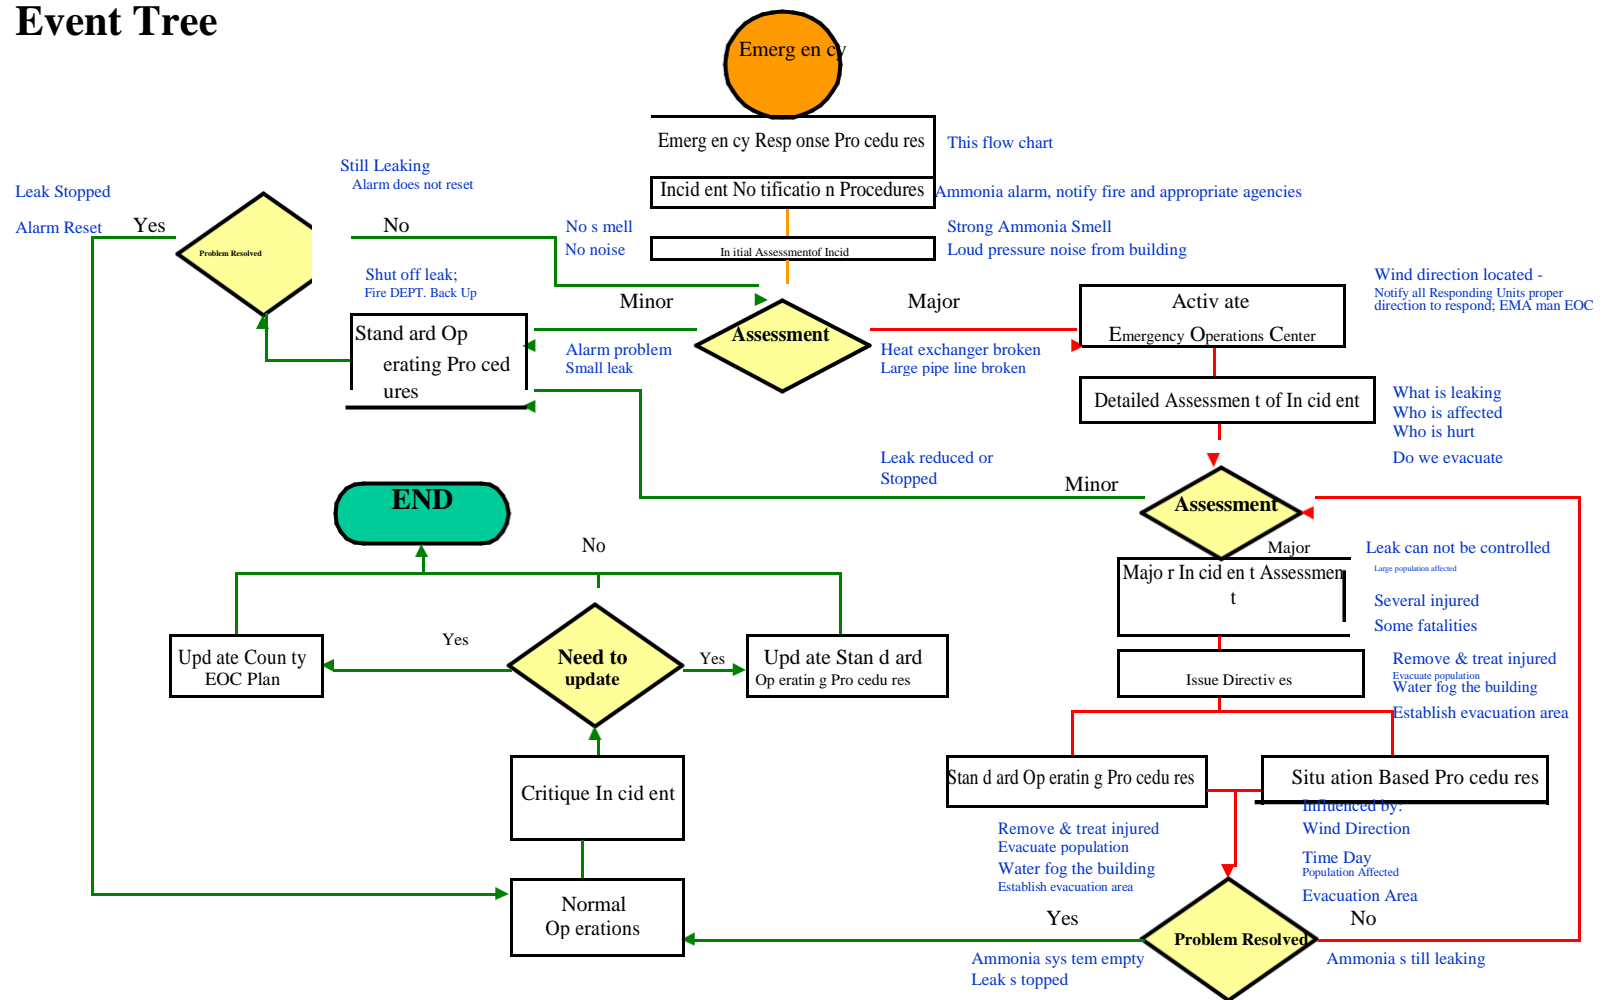 Event Tree
Emerg en cy
Emerg en cy Resp onse Pro cedu res
This flow chart
Still Leaking
Alarm does not reset
Leak Stopped
Incid ent No tificatio n Procedures
Ammonia alarm, notify fire and appropriate agencies
Alarm Reset
Yes
No
No s mell
No noise
Strong Ammonia Smell
Loud pressure noise from building
Problem Resolved
In itial Assessmentof Incid
Shut off leak;
Fire DEPT. Back Up
Minor
Major
Activ ate
Emergency Operations Center
Wind direction located -
Notify all Responding Units proper
direction to respond; EMA man EOC
Stand ard Op
erating Pro ced
ures
Assessment
Alarm problem
Small leak
Heat exchanger broken
Large pipe line broken
Detailed Assessmen t of In cid ent
What is leaking
Who is affected
Who is hurt
Do we evacuate
Leak reduced or
Stopped
Minor
Assessment
END
No
Major
Leak can not be controlled
Large population affected
Majo r In cid en t Assessmen
t
Several injured
Some fatalities
Yes
Upd ate Coun ty
EOC Plan
Need to
update
Yes
Upd ate Stan d ard
Op eratin g Pro cedu res
Issue Directiv es
Remove & treat injured
Evacuate population
Water fog the building
Establish evacuation area
Critique In cid ent
Stan d ard Op eratin g Pro cedu res
Situ ation Based Pro cedu res
Influenced by:
Wind Direction
Time Day
Population Affected
Evacuation Area
Remove & treat injured
Evacuate population
Water fog the building
Establish evacuation area
Normal
Op erations
Yes
No
Problem Resolved
Ammonia sys tem empty
Leak s topped
Ammonia s till leaking